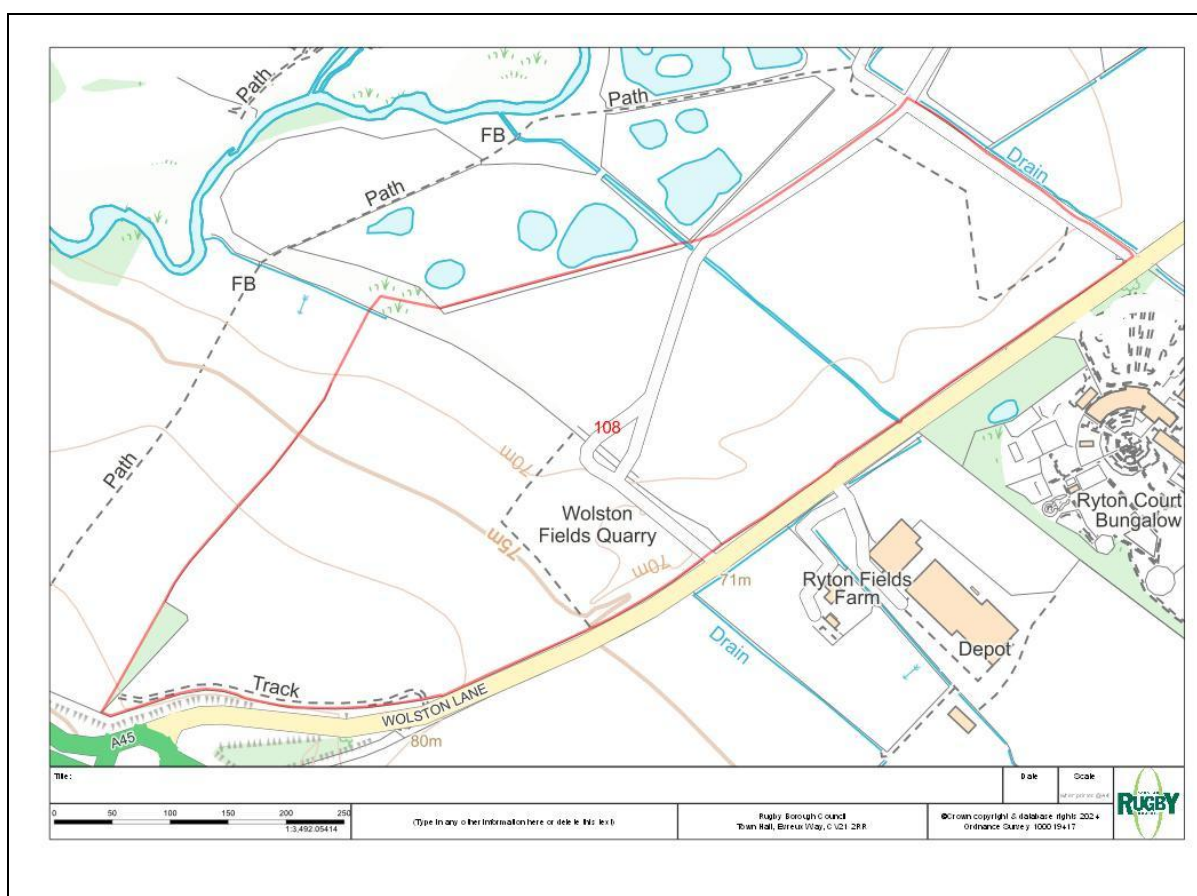 Path
Path
FB
Drain
Path
FB
108
70m
Path
75m
Wolston
Fields Quarry
70m
71m
Ryton Court
Bungalow
Ryton Fields
Farm
Drain
Depot
Track
WOLSTON LANE
A45
80m
Title:
Date
Scale
0 50 100 150 200 250
1:3,492.05414
(Type in any other information here or delete this text)
Rugby Borough Council
Town Hall, Evreux Way, CV21 2RR
©Crown copyright & database rights 2024
Ordnance Survey 100019417
RUGBY